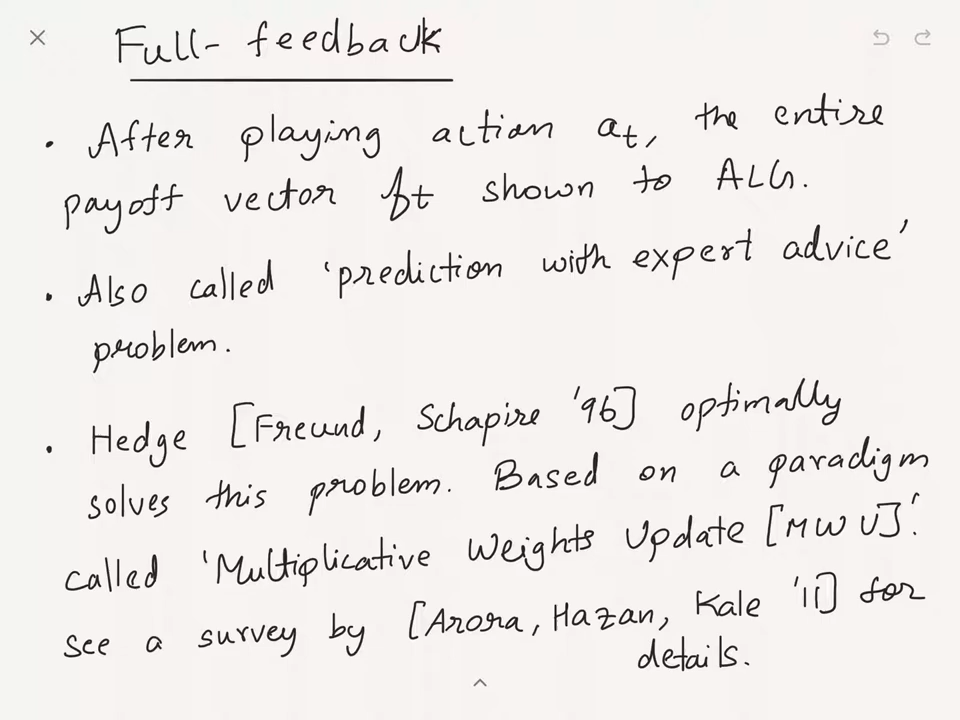 Full- feedback
• After playing action a_t, the entire
payoff vector f_t shown to ALG.
• Also called 'prediction with expert advice'
problem.
• Hedge [Freund, Schapire '96] optimally
solves this problem. Based on a paradigm
called 'Multiplicative Weights Update [MWU]'.
See a survey by [Arora, Hazan, Kale '11] for
details.